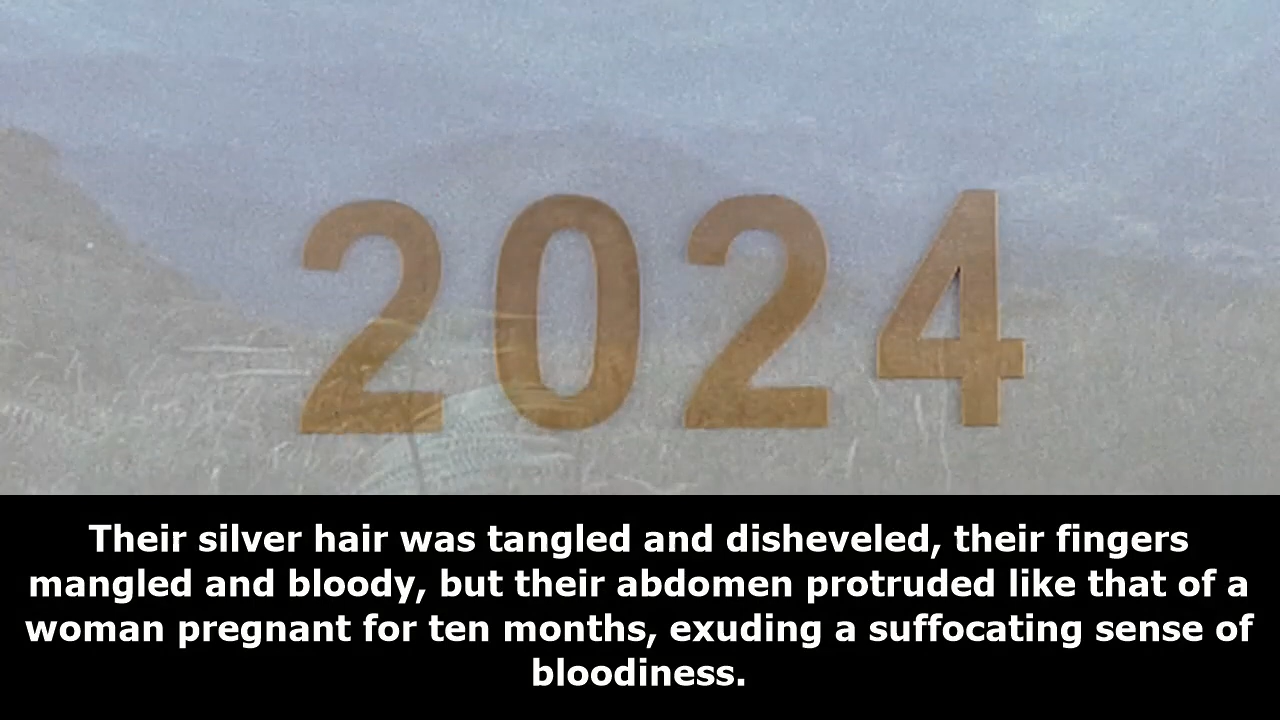 2024
Their silver hair was tangled and disheveled, their fingers
mangled and bloody, but their abdomen protruded like that of a
woman pregnant for ten months, exuding a suffocating sense of
bloodiness.